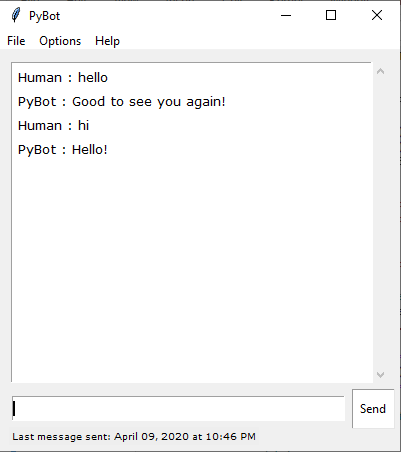 PyBot
File Options Help
Human : hello
PyBot : Good to see you again!
Human : hi
PyBot : Hello!
Send
Last message sent: April 09, 2020 at 10:46 PM